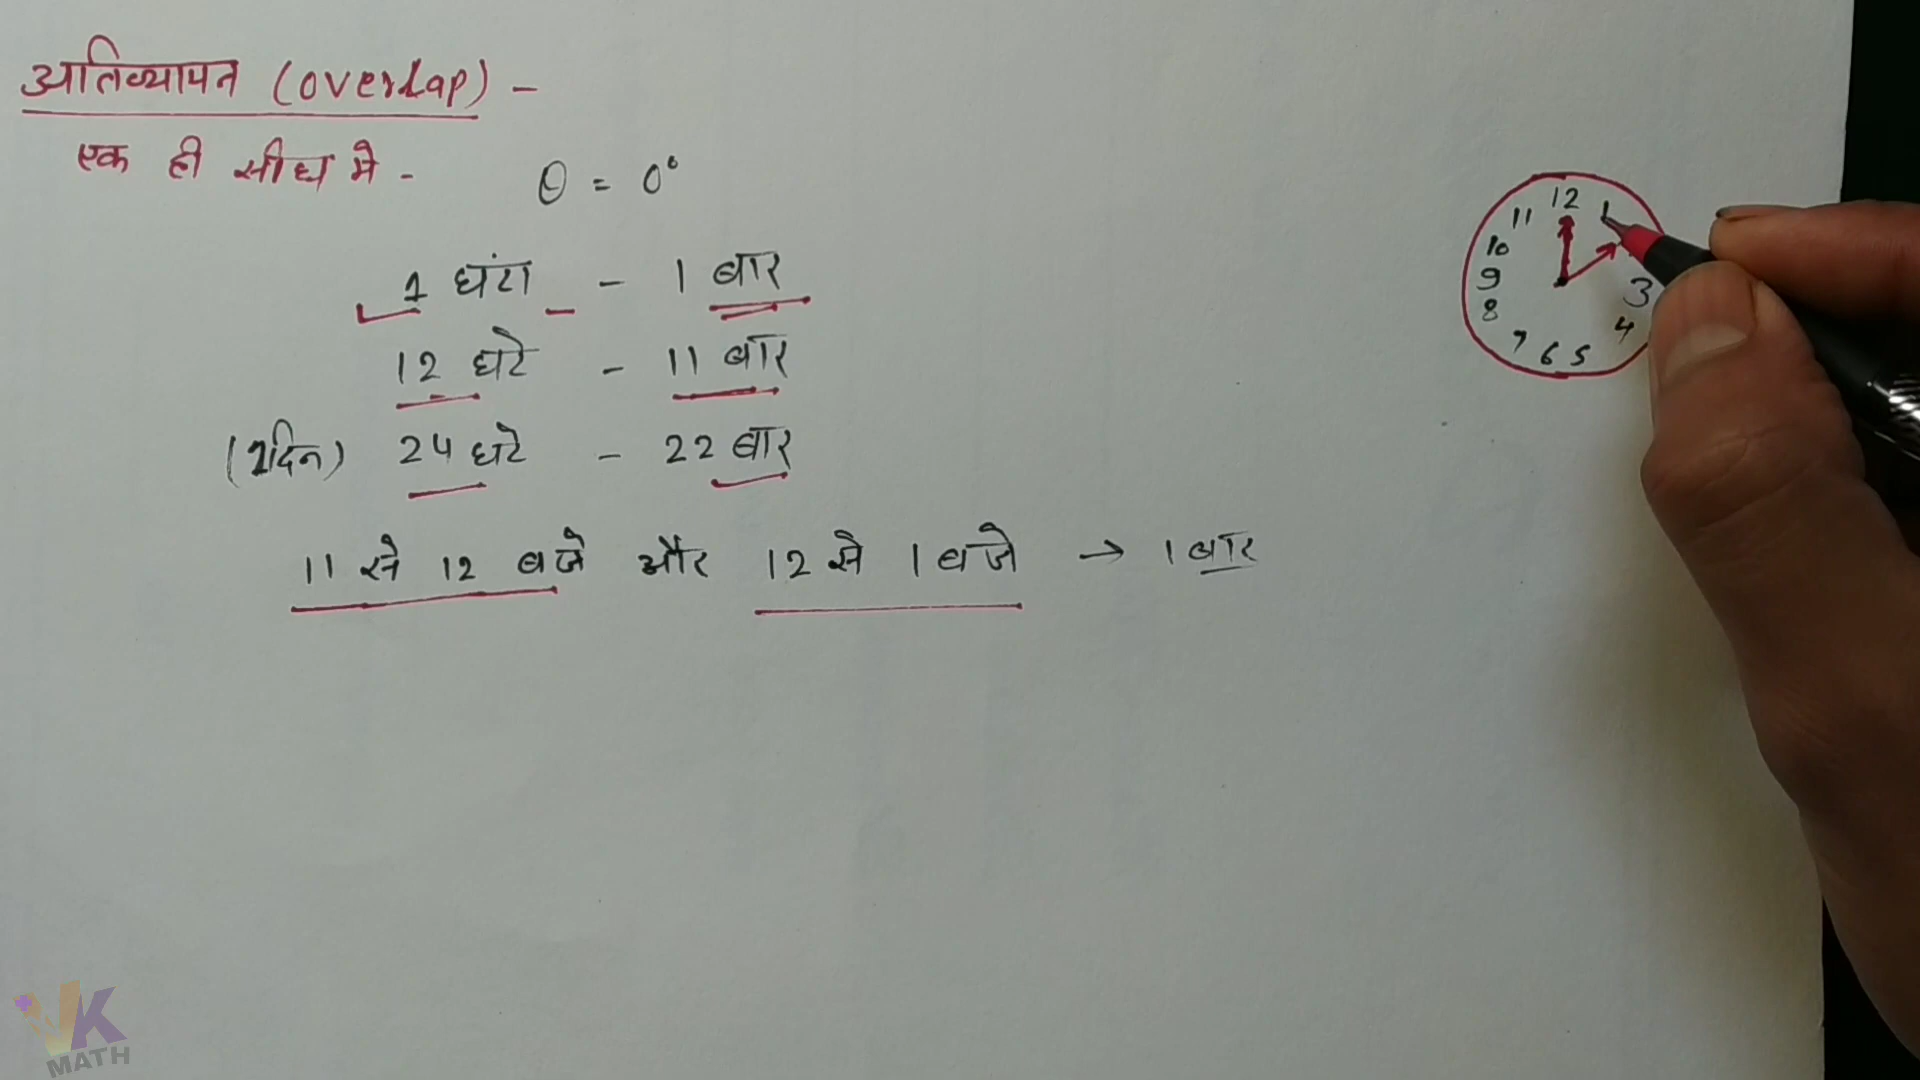 अतिव्यापन (overlap) -
एक ही सीध मे -
θ = 0°
1 घंटा - 1 बार
12 घंटे - 11 बार
(1दिन) 24 घंटे - 22 बार
11 से 12 बजे और 12 से 1 बजे → 1 बार
12
1
11
10
9
3
8
4
7
6
5
VK
MATH